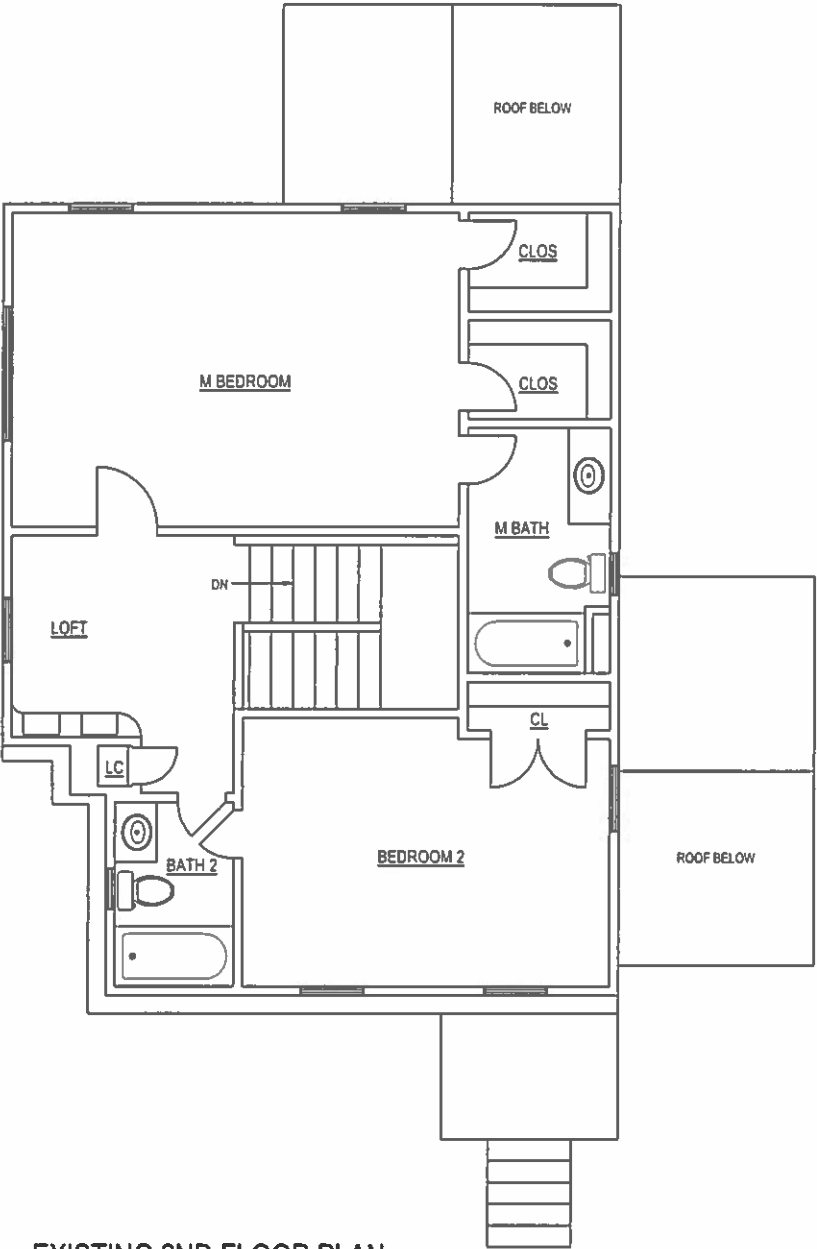 ROOF BELOW
CLOS
M BEDROOM
CLOS
M BATH
DN
LOFT
CL
LC
BATH 2
BEDROOM 2
ROOF BELOW
EXISTING 2ND FLOOR PLAN